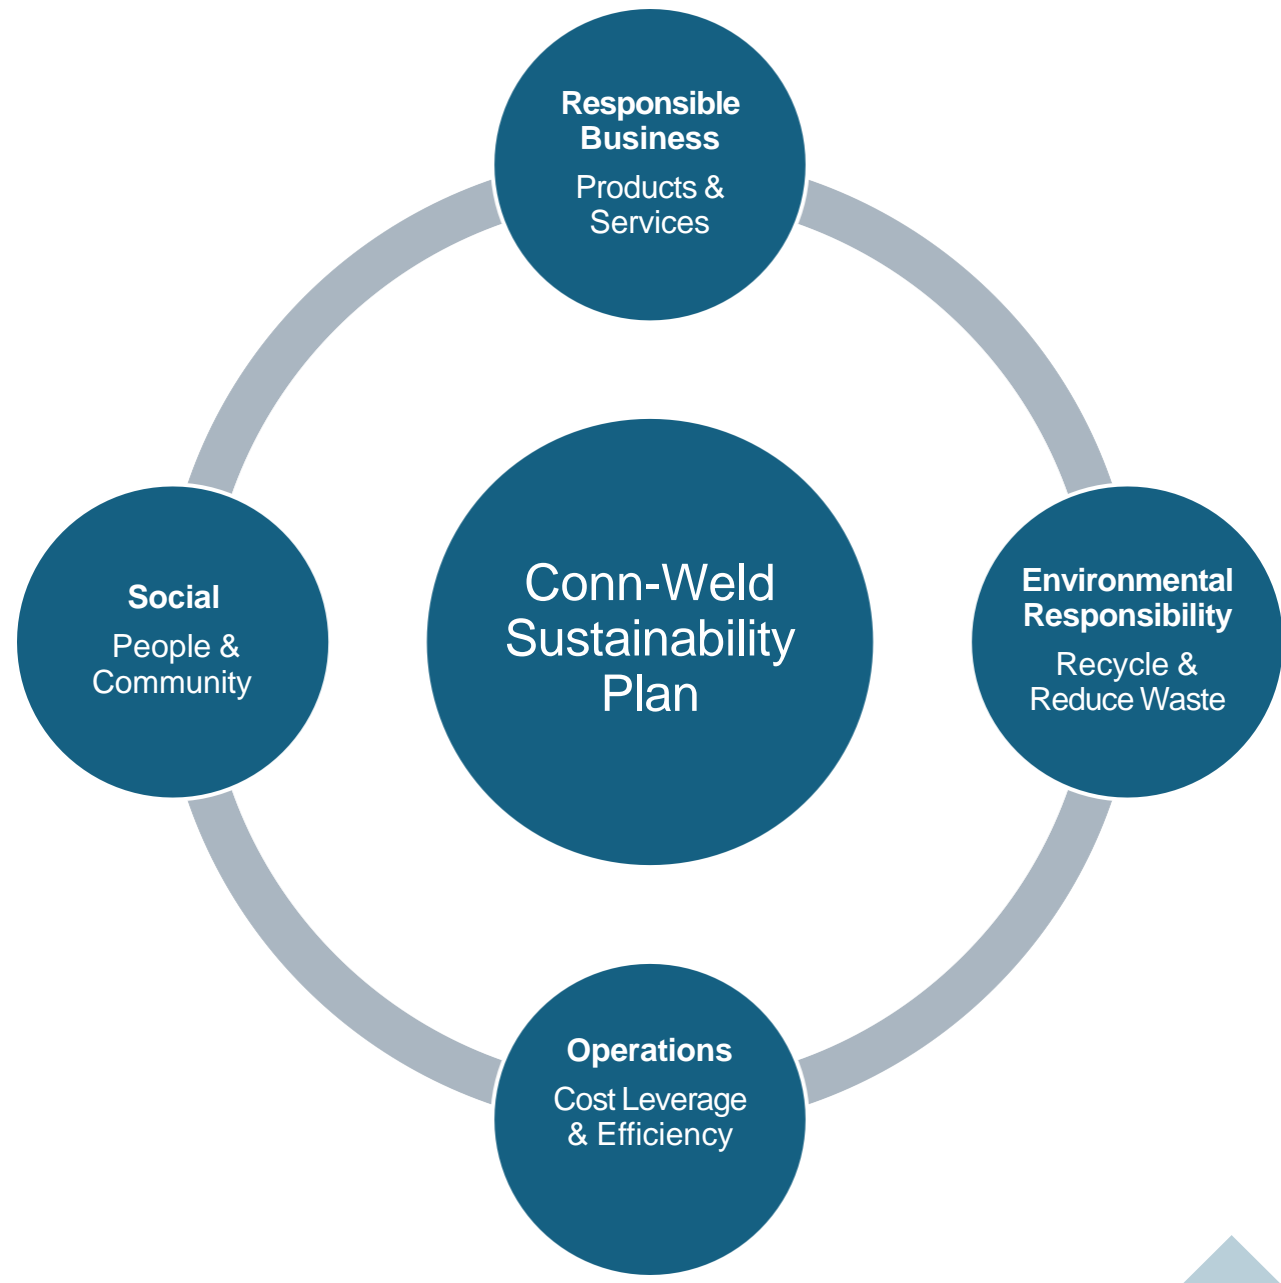 Responsible
Business
Products &
Services
Social
People &
Community
Conn-Weld
Sustainability
Plan
Environmental
Responsibility
Recycle &
Reduce Waste
Operations
Cost Leverage
& Efficiency